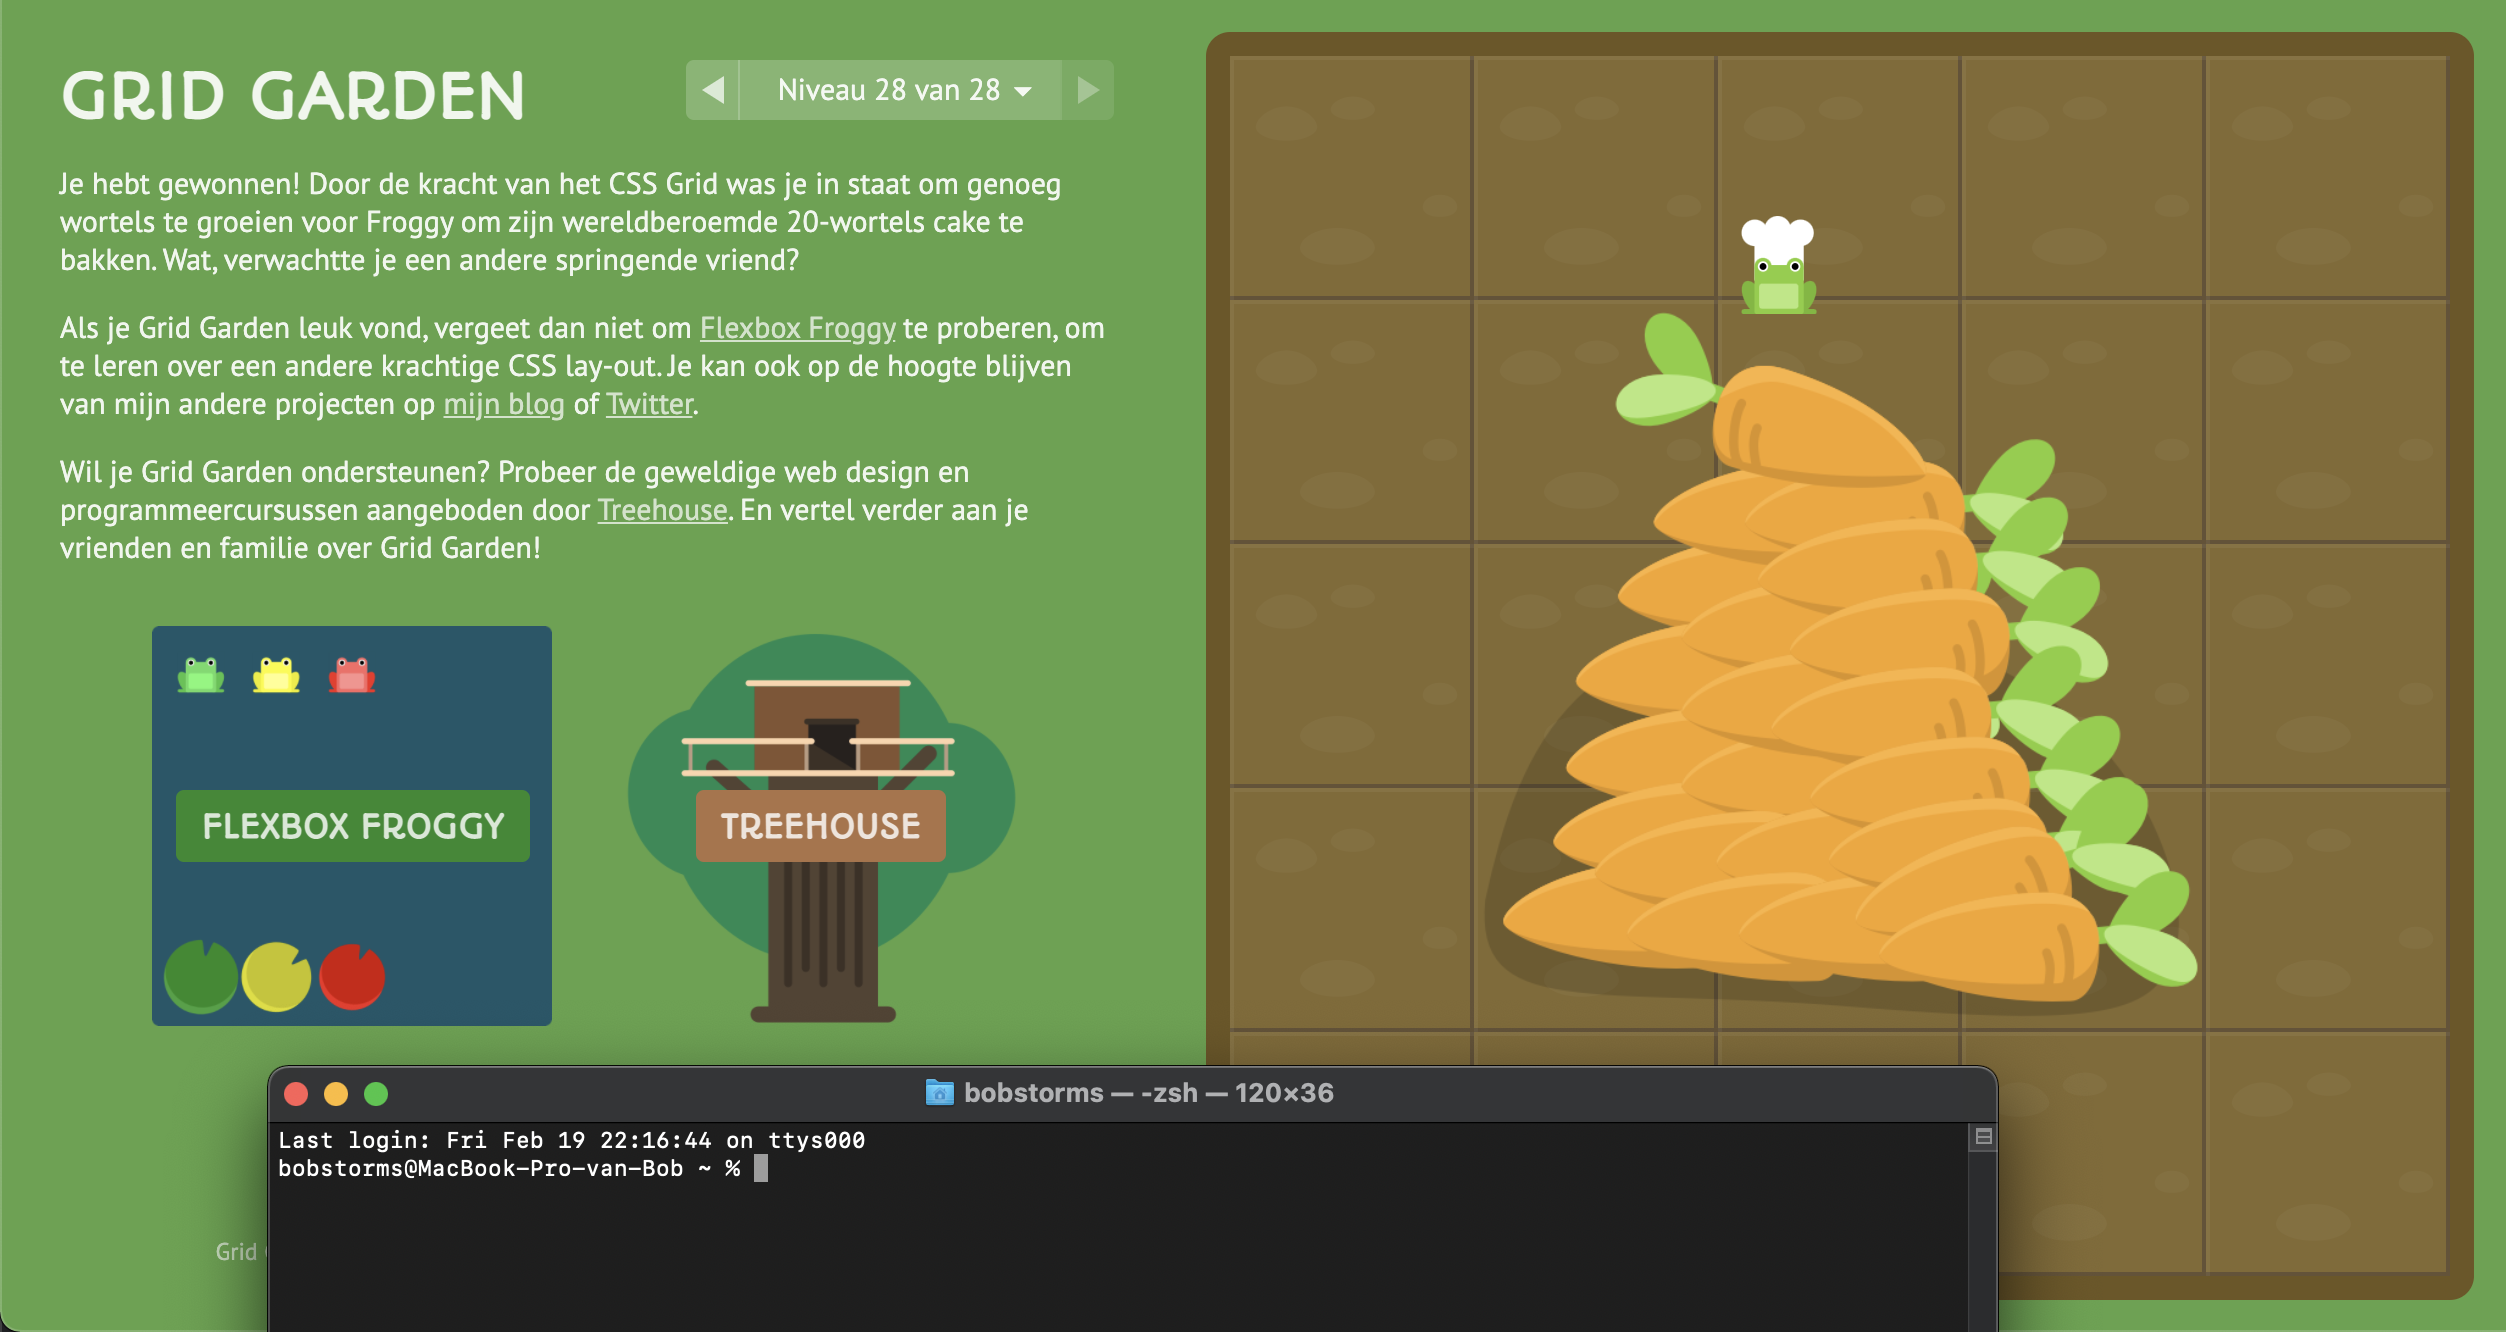 GRID GARDEN
Niveau 28 van 28
Je hebt gewonnen! Door de kracht van het CSS Grid was je in staat om genoeg
wortels te groeien voor Froggy om zijn wereldberoemde 20-wortels cake te
bakken. Wat, verwachtte je een andere springende vriend?
Als je Grid Garden leuk vond, vergeet dan niet om Flexbox Froggy te proberen, om
te leren over een andere krachtige CSS lay-out. Je kan ook op de hoogte blijven
van mijn andere projecten op mijn blog of Twitter.
Wil je Grid Garden ondersteunen? Probeer de geweldige web design en
programmeercursussen aangeboden door Treehouse. En vertel verder aan je
vrienden en familie over Grid Garden!
FLEXBOX FROGGY
TREEHOUSE
Grid
bobstorms — -zsh — 120×36
Last login: Fri Feb 19 22:16:44 on ttys000
bobstorms@MacBook-Pro-van-Bob ~ %